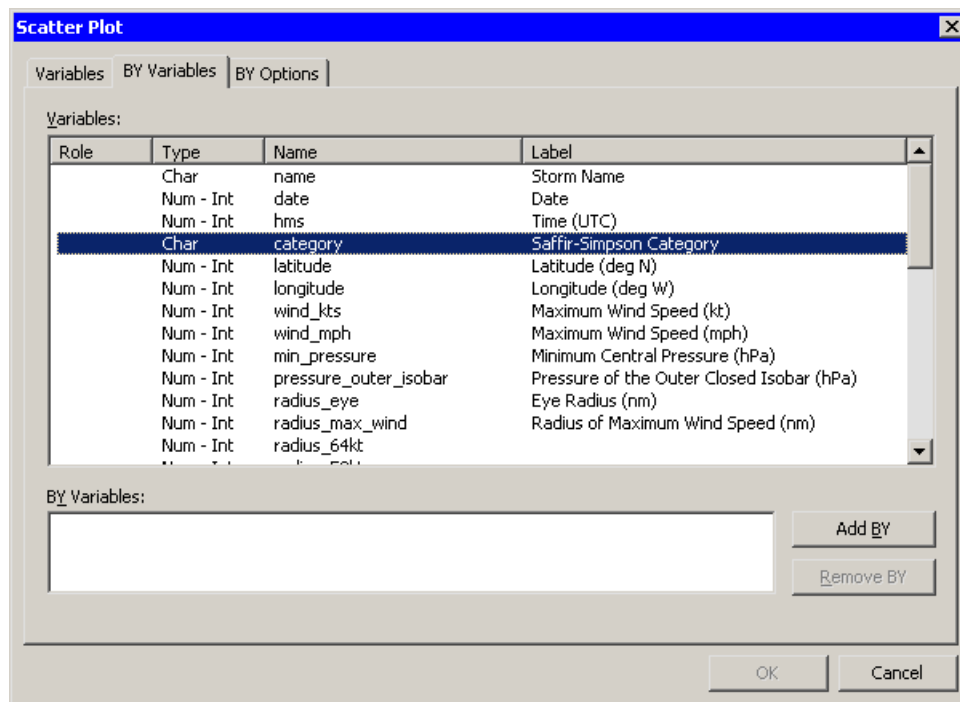 Scatter Plot
Variables BY Variables BY Options
Variables:
Role Type Name Label
Char name Storm Name
Num - Int date Date
Num - Int hms Time (UTC)
Char category Saffir-Simpson Category
Num - Int latitude Latitude (deg N)
Num - Int longitude Longitude (deg W)
Num - Int wind_kts Maximum Wind Speed (kt)
Num - Int wind_mph Maximum Wind Speed (mph)
Num - Int min_pressure Minimum Central Pressure (hPa)
Num - Int pressure_outer_isobar Pressure of the Outer Closed Isobar (hPa)
Num - Int radius_eye Eye Radius (nm)
Num - Int radius_max_wind Radius of Maximum Wind Speed (nm)
Num - Int radius_64kt
BY Variables:
Add BY
Remove BY
OK Cancel